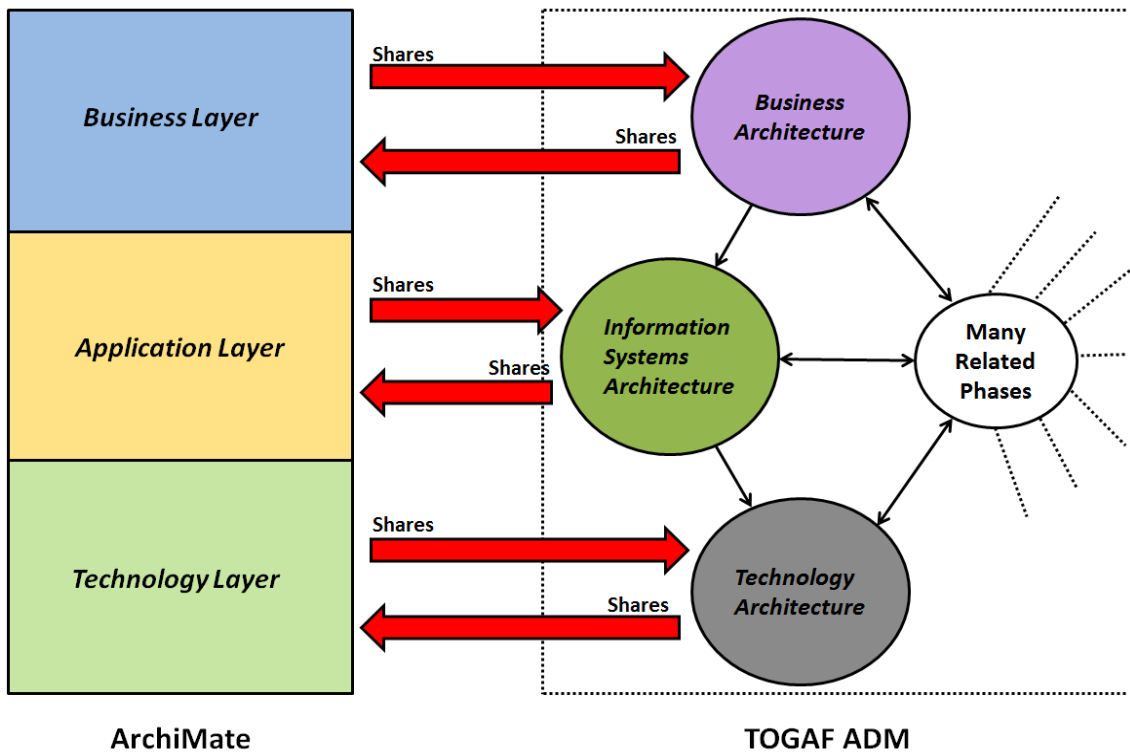 Shares
Business Layer
Business
Architecture
Shares
Shares
Application Layer
Information
Systems
Architecture
Many
Related
Phases
Shares
Shares
Technology Layer
Technology
Architecture
Shares
ArchiMate
TOGAF ADM